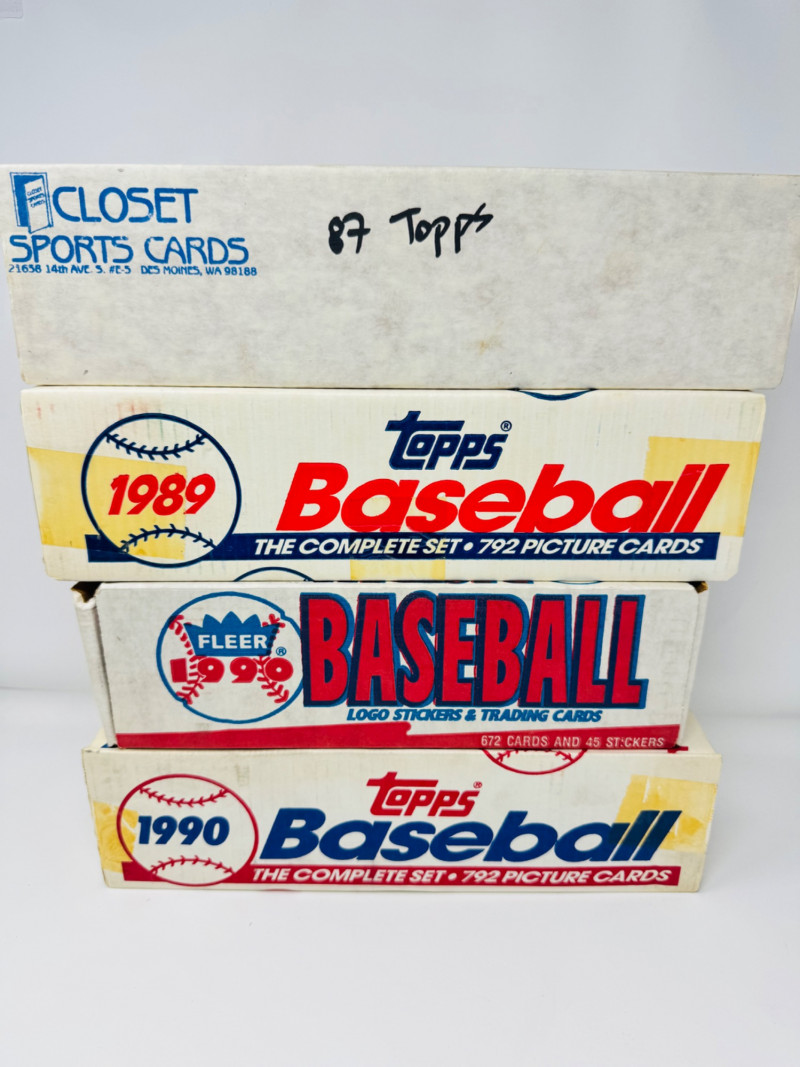 CLOSET
SPORTS CARDS
21638 14th AVE. S. #E-5 DES MOINES, WA 98188
87 Topps
1989
Topps®
Baseball
THE COMPLETE SET • 792 PICTURE CARDS
FLEER®
1990
BASEBALL
LOGO STICKERS & TRADING CARDS
672 CARDS AND 45 STICKERS
1990
Topps®
Baseball
THE COMPLETE SET • 792 PICTURE CARDS